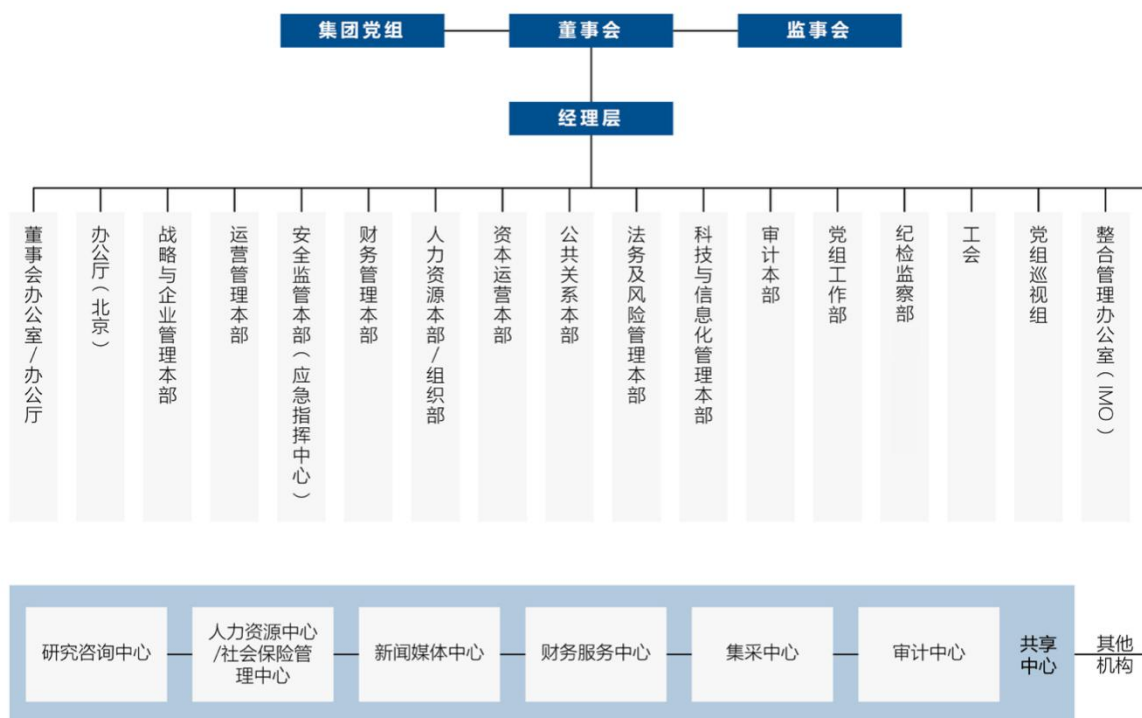 集团党组
董事会
监事会
经理层
董事会办公室/办公厅
办公厅(北京)
战略与企业管理本部
运营管理本部
安全监管本部(应急指挥中心)
财务管理本部
人力资源本部/组织部
资本运营本部
公共关系本部
法务及风险管理本部
科技与信息化管理本部
审计本部
党组工作部
纪检监察部
工会
党组巡视组
整合管理办公室(IMO)
研究咨询中心
人力资源中心
/社会保险管
理中心
新闻媒体中心
财务服务中心
集采中心
审计中心
共享
中心
其他
机构